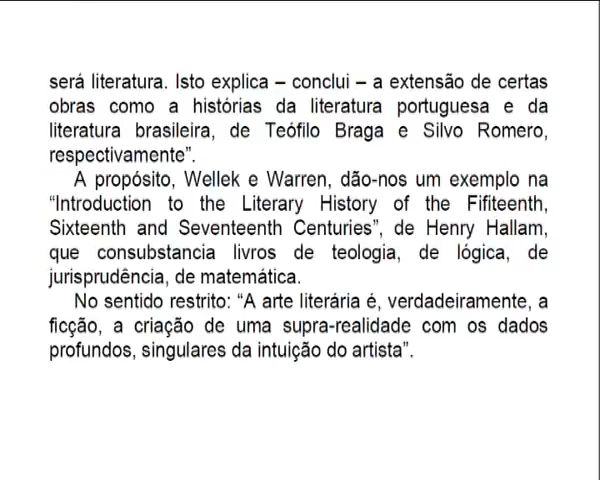 será literatura. Isto explica – conclui – a extensão de certas
obras como a histórias da literatura portuguesa e da
literatura brasileira, de Teófilo Braga e Silvo Romero,
respectivamente”.
A propósito, Wellek e Warren, dão-nos um exemplo na
“Introduction to the Literary History of the Fifiteenth,
Sixteenth and Seventeenth Centuries”, de Henry Hallam,
que consubstancia livros de teologia, de lógica, de
jurisprudência, de matemática.
No sentido restrito: “A arte literária é, verdadeiramente, a
ficção, a criação de uma supra-realidade com os dados
profundos, singulares da intuição do artista”.